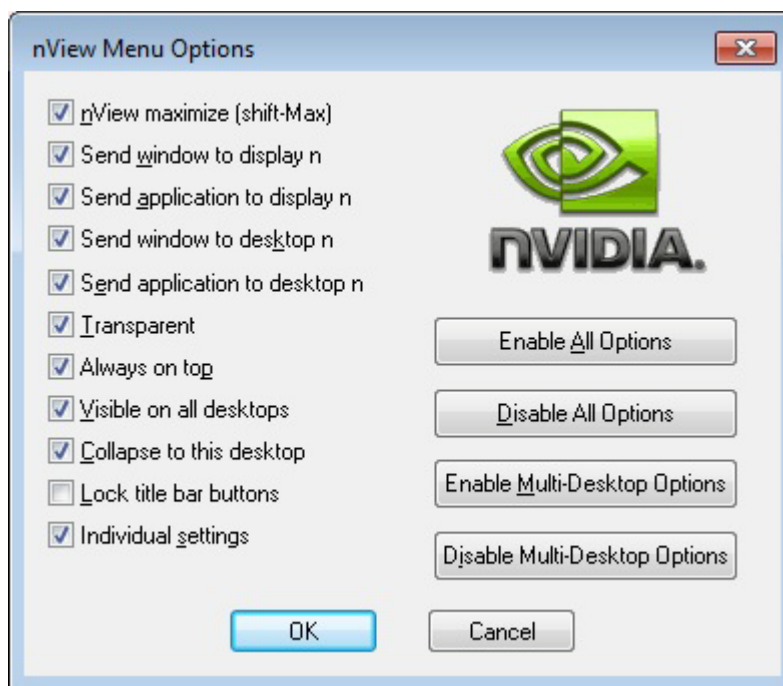 nView Menu Options
nView maximize (shift-Max)
Send window to display n
Send application to display n
Send window to desktop n
Send application to desktop n
Transparent
Always on top
Visible on all desktops
Collapse to this desktop
Lock title bar buttons
Individual settings
NVIDIA.
Enable All Options
Disable All Options
Enable Multi-Desktop Options
Disable Multi-Desktop Options
OK
Cancel